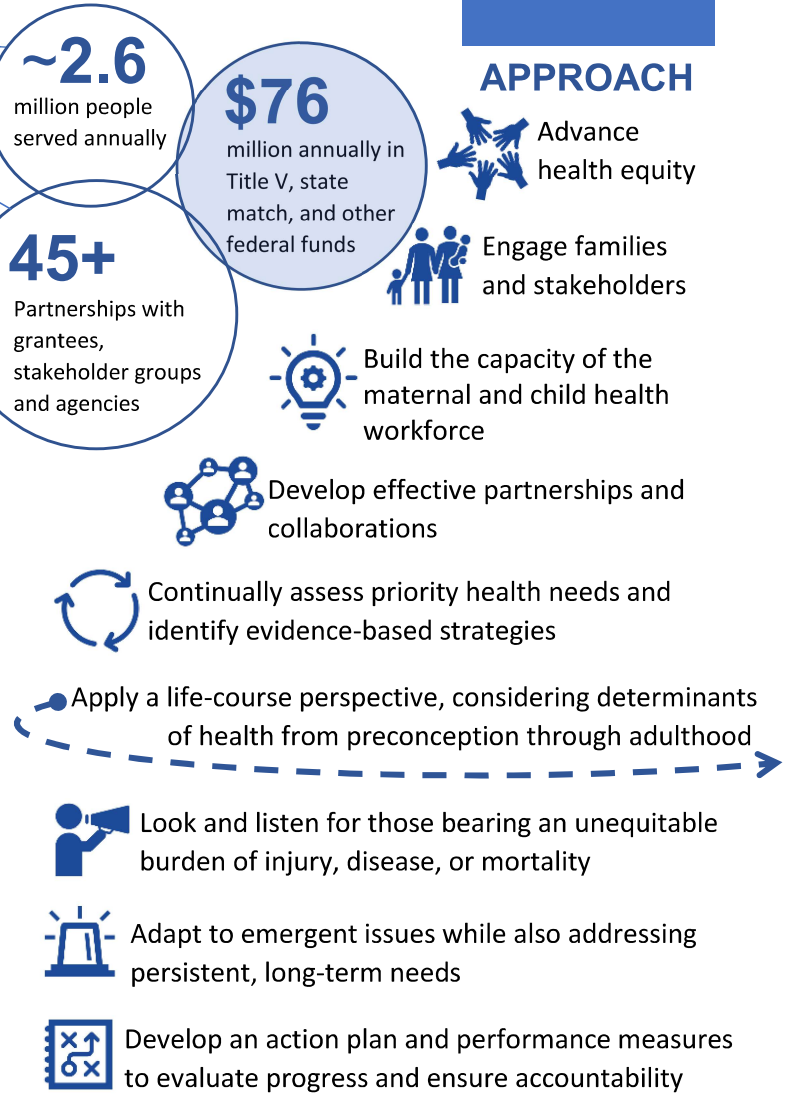 ~2.6
million people
served annually
$76
million annually in
Title V, state
match, and other
federal funds
45+
Partnerships with
grantees,
stakeholder groups
and agencies
APPROACH
Advance
health equity
Engage families
and stakeholders
Build the capacity of the
maternal and child health
workforce
Develop effective partnerships and
collaborations
Continually assess priority health needs and
identify evidence-based strategies
Apply a life-course perspective, considering determinants
of health from preconception through adulthood
Look and listen for those bearing an unequitable
burden of injury, disease, or mortality
Adapt to emergent issues while also addressing
persistent, long-term needs
Develop an action plan and performance measures
to evaluate progress and ensure accountability